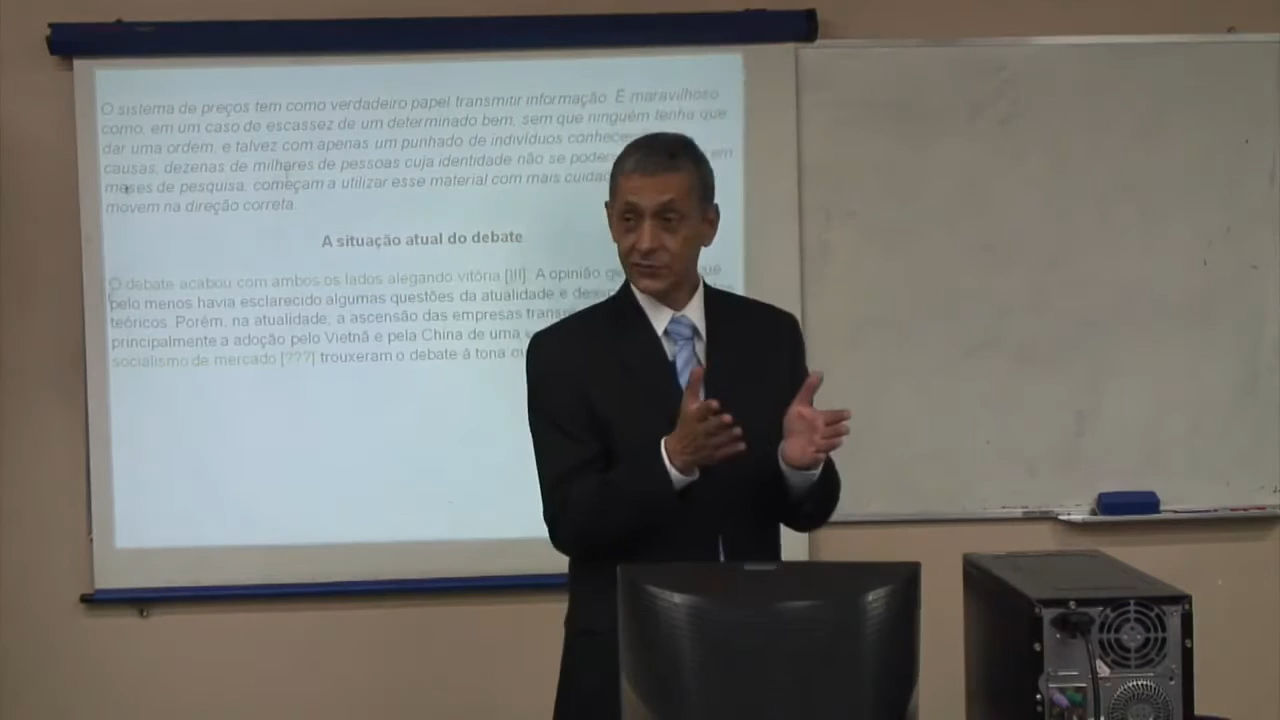 O sistema de preços tem como verdadeiro papel transmitir informação. É maravilhoso
como, em um caso de escassez de um determinado bem, sem que ninguém tenha que
dar uma ordem, e talvez com apenas um punhado de indivíduos
causas, dezenas de milhares de pessoas cuja identidade não se em
meses de pesquisa, começam a utilizar esse material com mais
movem na direção correta.
A situação atual do debate
O debate acabou com ambos os lados alegando vitória [III]. A opinião que
pelo menos havia esclarecido algumas questões da atualidade e
teóricos. Porém, na atualidade, a ascensão das empresas
principalmente a adoção pelo Vietnã e pela China de uma
socialismo de mercado [???] trouxeram o debate à tona